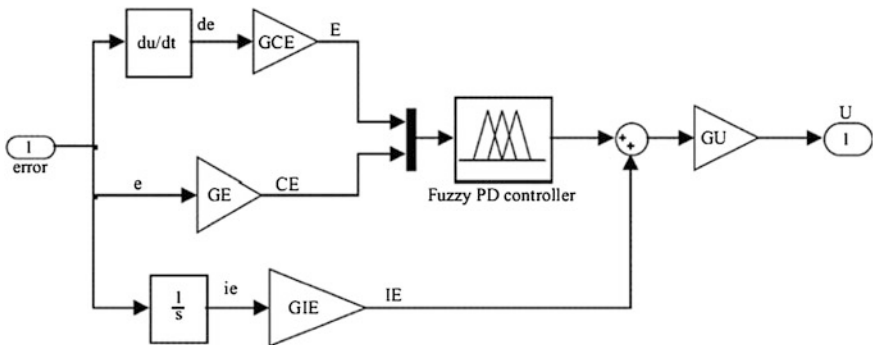 du/dt
de
GCE
E
1
error
e
GE
CE
Fuzzy PD controller
+
+
GU
U
1
1
s
ie
GIE
IE